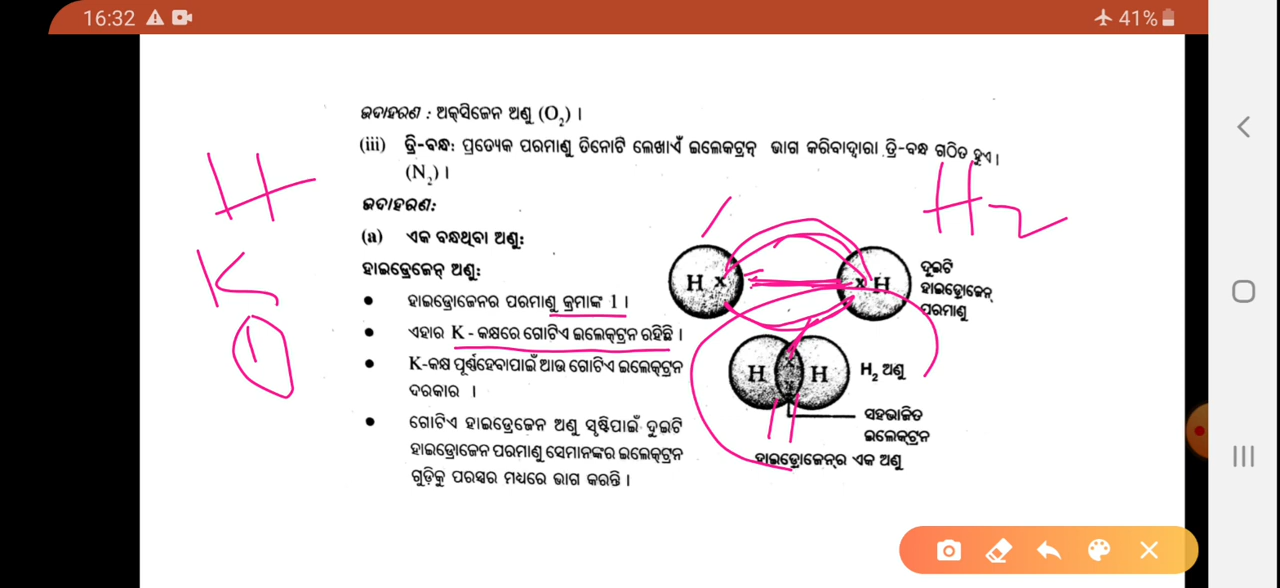 16:32
41%
ଉଦାହରଣ : ଅକ୍ସିଜେନ ଅଣୁ (O₂) ।
(iii) ତ୍ରି-ବନ୍ଧ: ପ୍ରତ୍ୟେକ ପରମାଣୁ ତିନୋଟି ଲେଖାଏଁ ଇଲେକଟ୍ରନ୍ ଭାଗ କରିବାଦ୍ୱାରା ତ୍ରି-ବନ୍ଧ ଗଠିତ ହୁଏ ।
(N₂) ।
ଉଦାହରଣ:
(a) ଏକ ବନ୍ଧଥିବା ଅଣୁ:
ହାଇଡ୍ରୋଜେନ୍ ଅଣୁ:
● ହାଇଡ୍ରୋଜେନର ପରମାଣୁ କ୍ରମାଙ୍କ 1 ।
● ଏହାର K - କକ୍ଷରେ ଗୋଟିଏ ଇଲେକ୍ଟ୍ରନ ରହିଛି ।
● K-କକ୍ଷ ପୂର୍ଣ୍ଣହେବାପାଇଁ ଆଉ ଗୋଟିଏ ଇଲେକ୍ଟ୍ରନ
ଦରକାର ।
● ଗୋଟିଏ ହାଇଡ୍ରୋଜେନ ଅଣୁ ସୃଷ୍ଟିପାଇଁ ଦୁଇଟି
ହାଇଡ୍ରୋଜେନ ପରମାଣୁ ସେମାନଙ୍କର ଇଲେକ୍ଟ୍ରନ
ଗୁଡ଼ିକୁ ପରସ୍ପର ମଧ୍ୟରେ ଭାଗ କରନ୍ତି ।
H x
x H
ଦୁଇଟି
ହାଇଡ୍ରୋଜେନ୍
ପରମାଣୁ
H x x H
H₂ ଅଣୁ
ସହଭାଜିତ
ଇଲେକ୍ଟ୍ରନ
ହାଇଡ୍ରୋଜେନ୍‌ର ଏକ ଅଣୁ
H
K
1
H₂